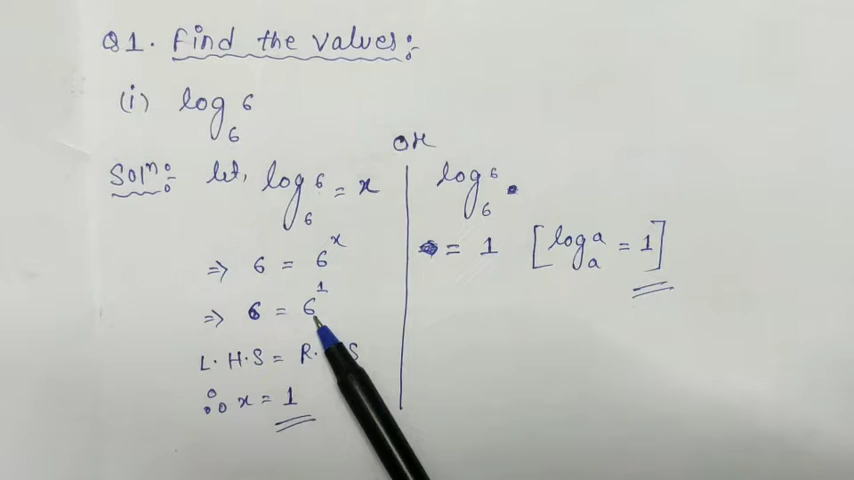 Q1. Find the values:
(i) log₆ 6
Solⁿ: let, log₆ 6 = x
⇒ 6 = 6ˣ
⇒ 6 = 6¹
L.H.S = R. S
∴ x = 1
OR
log₆ 6
= 1 [logₐ a = 1]